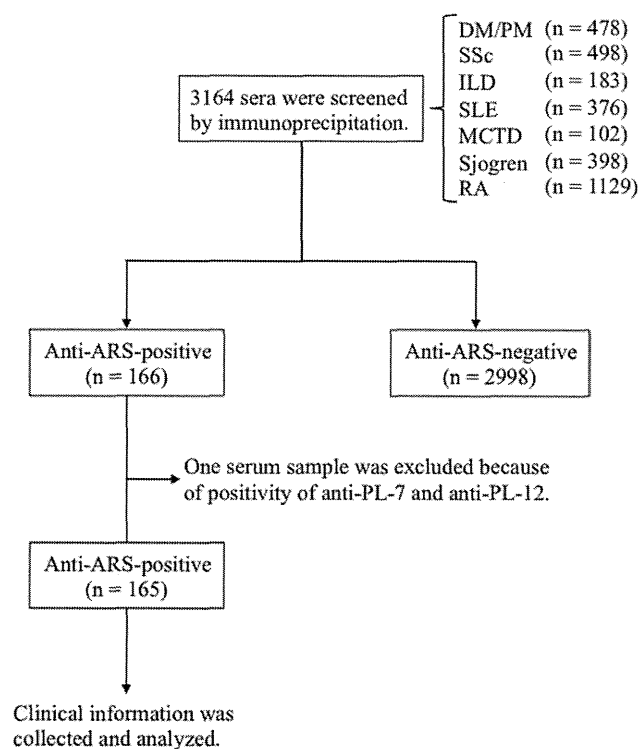 3164 sera were screened
by immunoprecipitation.
DM/PM (n = 478)
SSc (n = 498)
ILD (n = 183)
SLE (n = 376)
MCTD (n = 102)
Sjogren (n = 398)
RA (n = 1129)
Anti-ARS-positive
(n = 166)
Anti-ARS-negative
(n = 2998)
One serum sample was excluded because
of positivity of anti-PL-7 and anti-PL-12.
Anti-ARS-positive
(n = 165)
Clinical information was
collected and analyzed.